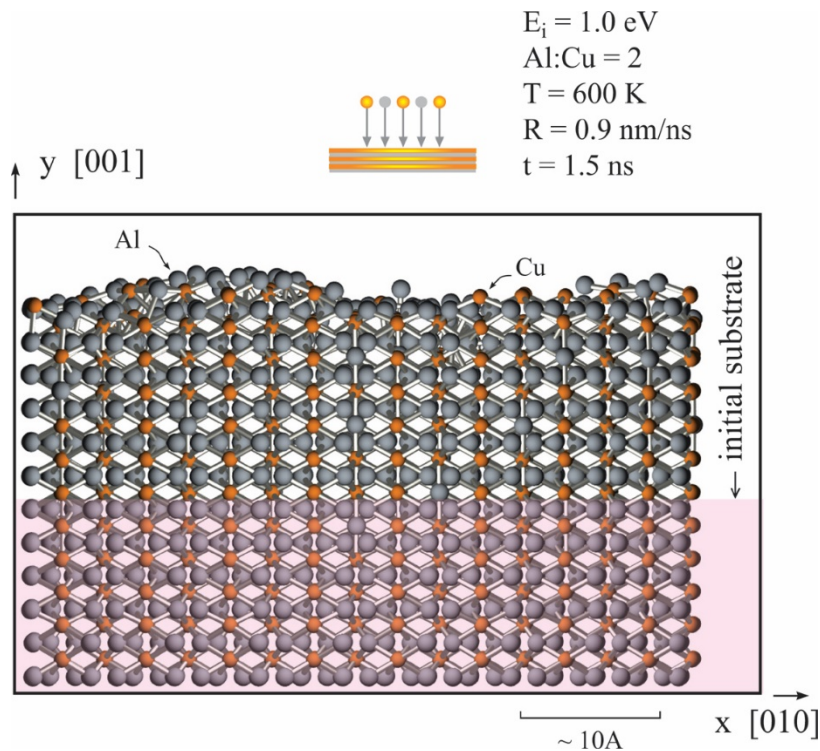 E_i = 1.0 eV
Al:Cu = 2
T = 600 K
R = 0.9 nm/ns
t = 1.5 ns
y [001]
Al
Cu
initial substrate
x [010]
~ 10A